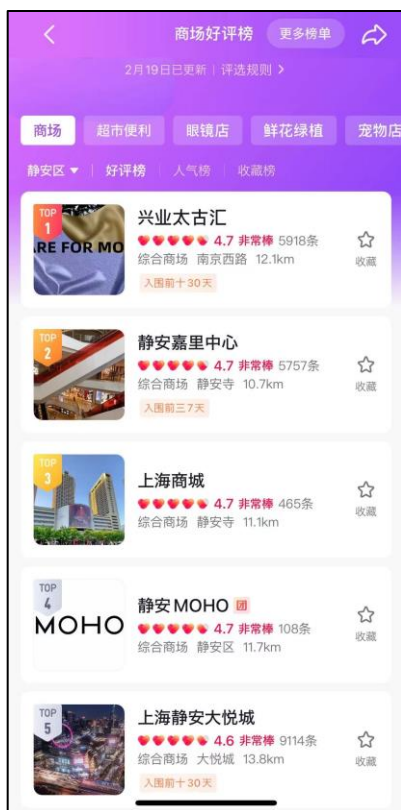 商场好评榜 更多榜单
2月19日已更新 | 评选规则 >
商场 超市便利 眼镜店 鲜花绿植 宠物店
静安区 ▼ | 好评榜 | 人气榜 | 收藏榜
TOP
1
RE FOR MO
兴业太古汇
4.7 非常棒 5918条
综合商场 南京西路 12.1km
入围前十30天
收藏
TOP
2
静安嘉里中心
4.7 非常棒 5757条
综合商场 静安寺 10.7km
入围前三7天
收藏
TOP
3
上海商城
4.7 非常棒 465条
综合商场 静安寺 11.1km
收藏
TOP
4
MOHO
静安MOHO 团
4.7 非常棒 108条
综合商场 静安区 11.7km
收藏
TOP
5
上海静安大悦城
4.6 非常棒 9114条
综合商场 大悦城 13.8km
入围前十30天
收藏